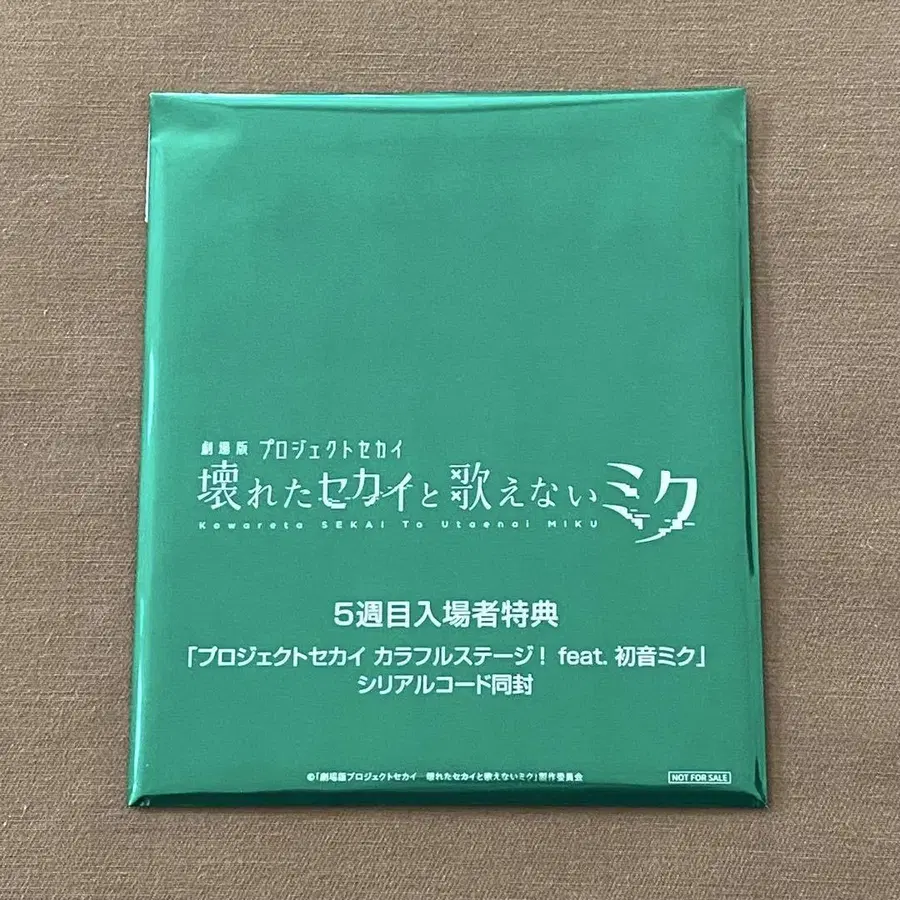 劇場版 プロジェクトセカイ
壊れたセカイと歌えないミク
Kowareta SEKAI To Utaenai MIKU
5週目入場者特典
「プロジェクトセカイ カラフルステージ! feat. 初音ミク」
シリアルコード同封
©「劇場版プロジェクトセカイ 壊れたセカイと歌えないミク」製作委員会
NOT FOR SALE